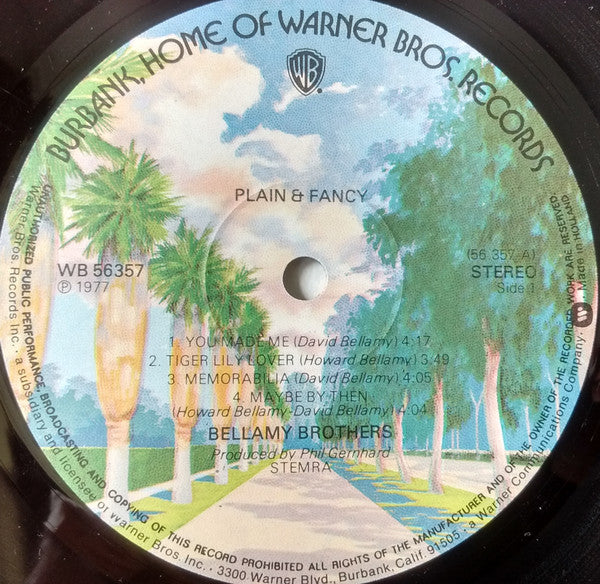 BURBANK, HOME OF WARNER BROS. RECORDS
WB
PLAIN & FANCY
WB 56357
℗ 1977
(56 357 A)
STEREO
Side 1
1. YOU MADE ME (David Bellamy) 4:17
2. TIGER LILY LOVER (Howard Bellamy) 3:49
3. MEMORABILIA (David Bellamy) 4:05
4. MAYBE BY THEN
(Howard Bellamy-David Bellamy) 4:04
BELLAMY BROTHERS
Produced by Phil Gernhard
STEMRA
UNAUTHORIZED PUBLIC PERFORMANCE BROADCASTING AND COPYING OF THIS RECORD PROHIBITED ALL RIGHTS OF THE MANUFACTURER AND OF THE OWNER OF THE RECORDED WORK ARE RESERVED.
Warner Bros. Records Inc. · a subsidiary and licensee of Warner Bros. Inc. · 3300 Warner Blvd., Burbank, Calif. 91505 · a Warner Communications Company · Made in Holland